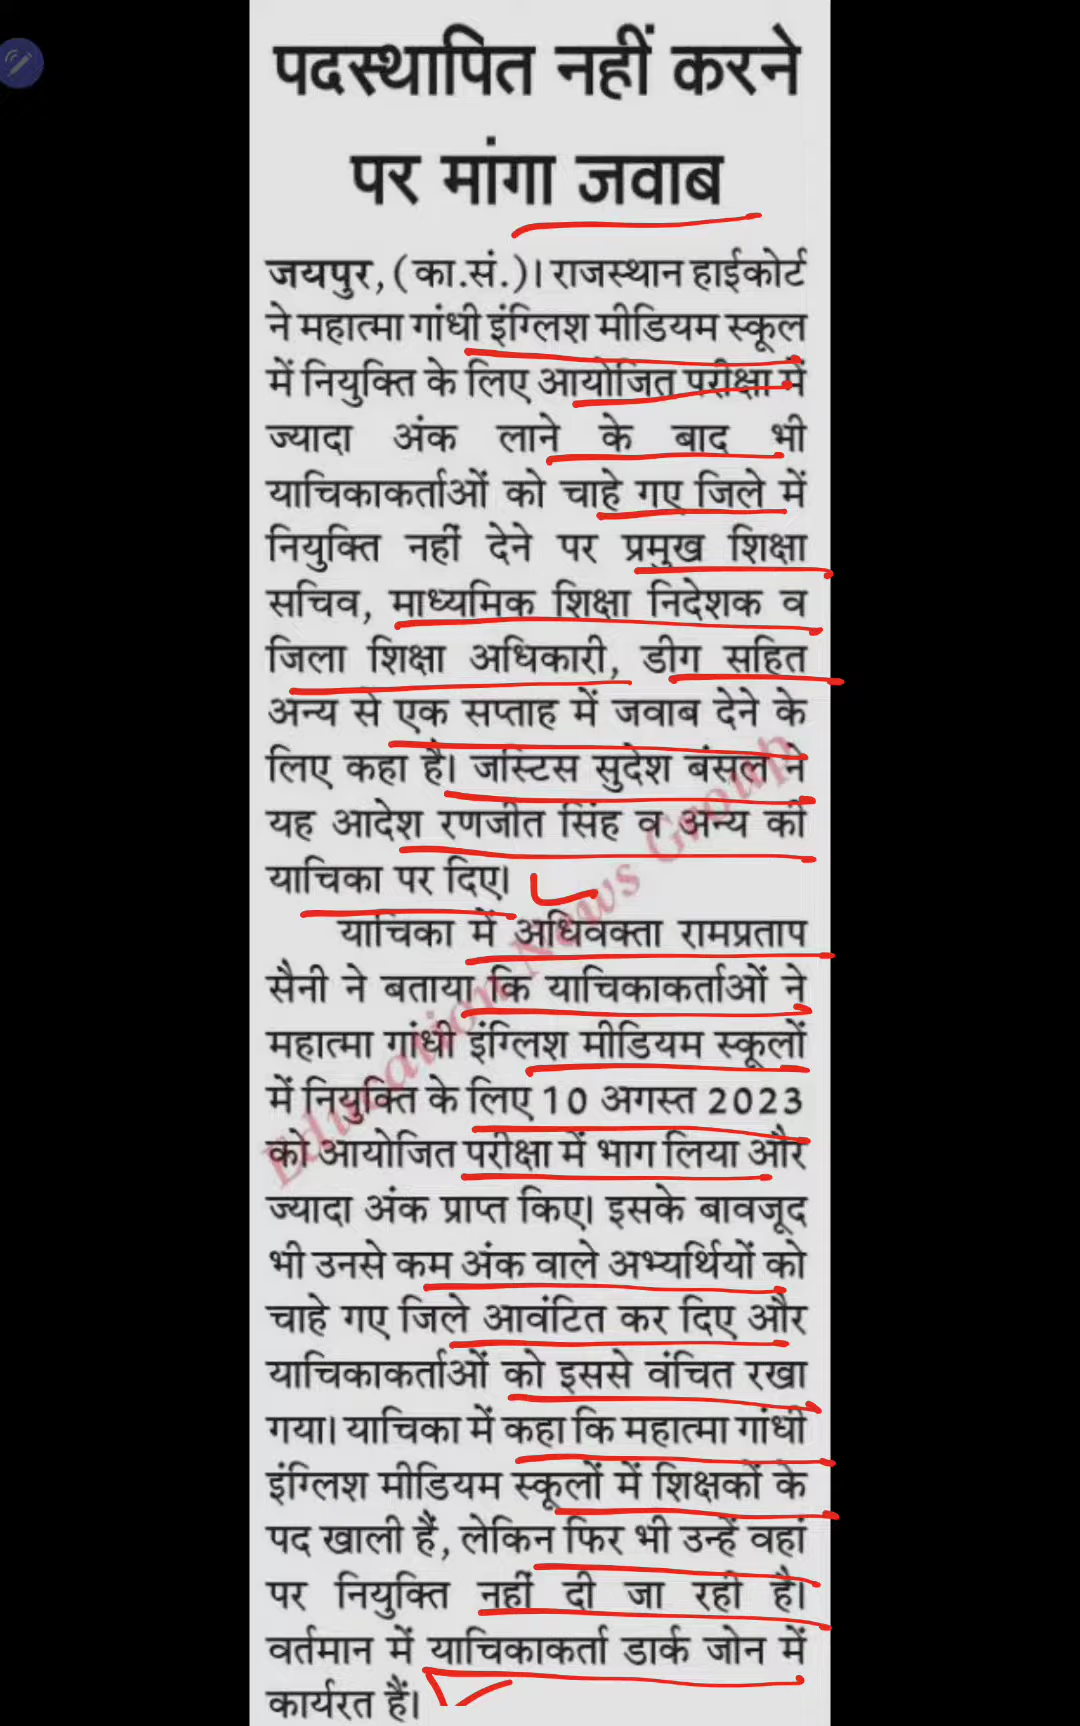 पदस्थापित नहीं करने
पर मांगा जवाब
जयपुर, (का.सं.)। राजस्थान हाईकोर्ट
ने महात्मा गांधी इंग्लिश मीडियम स्कूल
में नियुक्ति के लिए आयोजित परीक्षा में
ज्यादा अंक लाने के बाद भी
याचिकाकर्ताओं को चाहे गए जिले में
नियुक्ति नहीं देने पर प्रमुख शिक्षा
सचिव, माध्यमिक शिक्षा निदेशक व
जिला शिक्षा अधिकारी, डीग सहित
अन्य से एक सप्ताह में जवाब देने के
लिए कहा है। जस्टिस सुदेश बंसल ने
यह आदेश रणजीत सिंह व अन्य की
याचिका पर दिए।
याचिका में अधिवक्ता रामप्रताप
सैनी ने बताया कि याचिकाकर्ताओं ने
महात्मा गांधी इंग्लिश मीडियम स्कूलों
में नियुक्ति के लिए 10 अगस्त 2023
को आयोजित परीक्षा में भाग लिया और
ज्यादा अंक प्राप्त किए। इसके बावजूद
भी उनसे कम अंक वाले अभ्यर्थियों को
चाहे गए जिले आवंटित कर दिए और
याचिकाकर्ताओं को इससे वंचित रखा
गया। याचिका में कहा कि महात्मा गांधी
इंग्लिश मीडियम स्कूलों में शिक्षकों के
पद खाली हैं, लेकिन फिर भी उन्हें वहां
पर नियुक्ति नहीं दी जा रही है।
वर्तमान में याचिकाकर्ता डार्क जोन में
कार्यरत हैं।
Education News Group